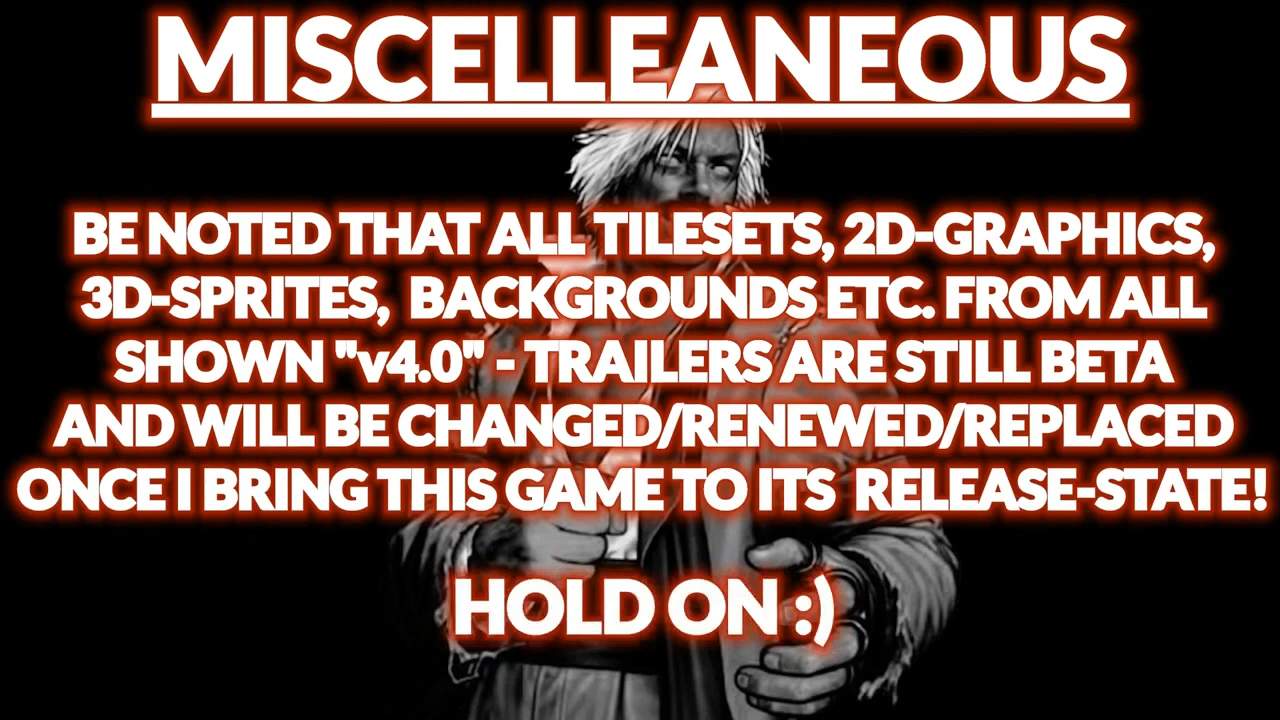 MISCELLEANEOUS
BE NOTED THAT ALL TILESETS, 2D-GRAPHICS,
3D-SPRITES, BACKGROUNDS ETC. FROM ALL
SHOWN "v4.0" - TRAILERS ARE STILL BETA
AND WILL BE CHANGED/RENEWED/REPLACED
ONCE I BRING THIS GAME TO ITS RELEASE-STATE!
HOLD ON :)